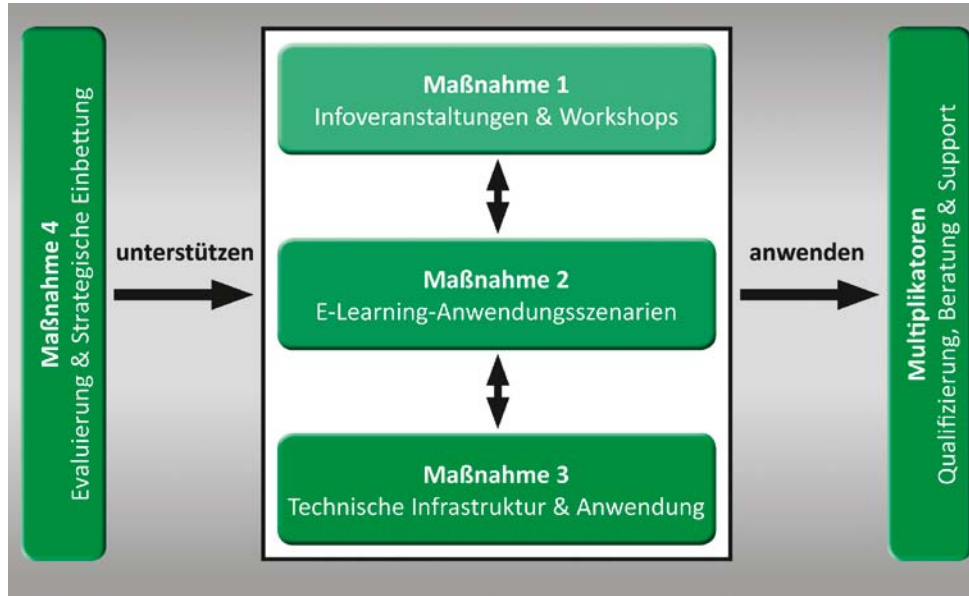 Maßnahme 4
Evaluierung & Strategische Einbettung
unterstützen
Maßnahme 1
Infoveranstaltungen & Workshops
Maßnahme 2
E-Learning-Anwendungsszenarien
Maßnahme 3
Technische Infrastruktur & Anwendung
anwenden
Multiplikatoren
Qualifizierung, Beratung & Support